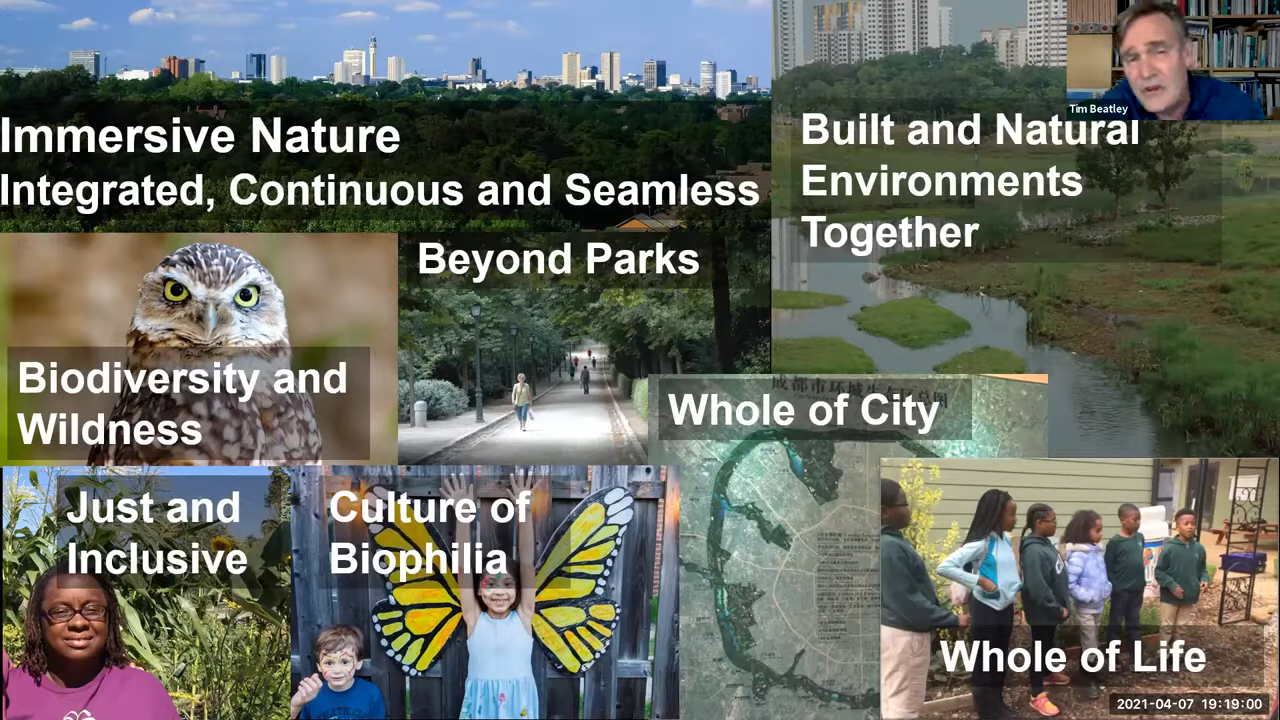 Immersive Nature
Integrated, Continuous and Seamless
Tim Beatley
Built and Natural
Environments
Together
Beyond Parks
Biodiversity and
Wildness
Whole of City
Just and
Inclusive
Culture of
Biophilia
Whole of Life
2021-04-07 19:19:00